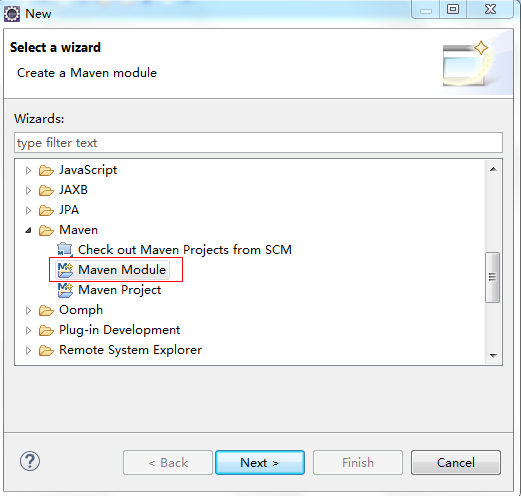 New
Select a wizard
Create a Maven module
Wizards:
type filter text
JavaScript
JAXB
JPA
Maven
Check out Maven Projects from SCM
Maven Module
Maven Project
Oomph
Plug-in Development
Remote System Explorer
< Back
Next >
Finish
Cancel